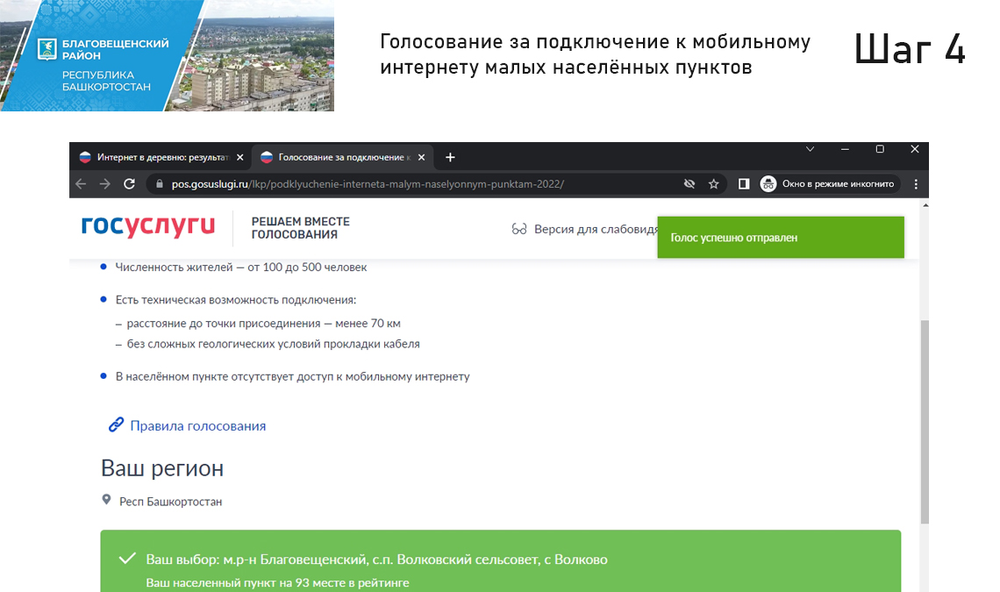 БЛАГОВЕЩЕНСКИЙ
РАЙОН
РЕСПУБЛИКА
БАШКОРТОСТАН
Голосование за подключение к мобильному
интернету малых населённых пунктов
Шаг 4
Интернет в деревню: результат
Голосование за подключение к
pos.gosuslugi.ru/lkp/podklyuchenie-interneta-malym-naselyonnym-punktam-2022/
Окно в режиме инкогнито
госуслуги
РЕШАЕМ ВМЕСТЕ
ГОЛОСОВАНИЯ
Версия для слабовидя
Голос успешно отправлен
Численность жителей — от 100 до 500 человек
Есть техническая возможность подключения:
– расстояние до точки присоединения — менее 70 км
– без сложных геологических условий прокладки кабеля
В населённом пункте отсутствует доступ к мобильному интернету
Правила голосования
Ваш регион
Респ Башкортостан
Ваш выбор: м.р-н Благовещенский, с.п. Волковский сельсовет, с Волково
Ваш населенный пункт на 93 месте в рейтинге